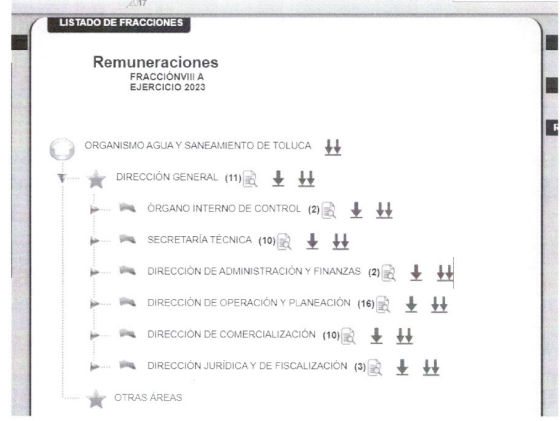 2017
LISTADO DE FRACCIONES
Remuneraciones
FRACCIÓNVIII A
EJERCICIO 2023
ORGANISMO AGUA Y SANEAMIENTO DE TOLUCA
DIRECCIÓN GENERAL (11)
ÓRGANO INTERNO DE CONTROL (2)
SECRETARÍA TÉCNICA (10)
DIRECCIÓN DE ADMINISTRACIÓN Y FINANZAS (2)
DIRECCIÓN DE OPERACIÓN Y PLANEACIÓN (16)
DIRECCIÓN DE COMERCIALIZACIÓN (10)
DIRECCIÓN JURÍDICA Y DE FISCALIZACIÓN (3)
OTRAS ÁREAS